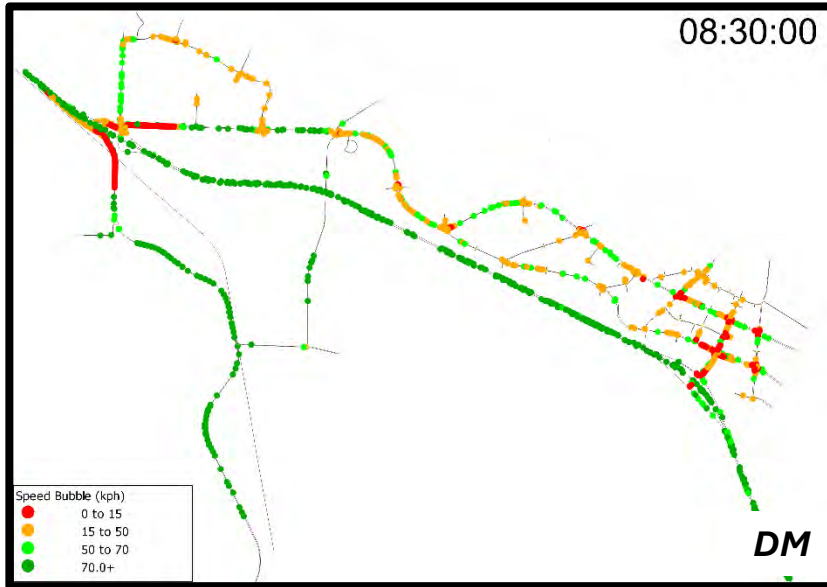 08:30:00
Speed Bubble (kph)
0 to 15
15 to 50
50 to 70
70.0+
DM